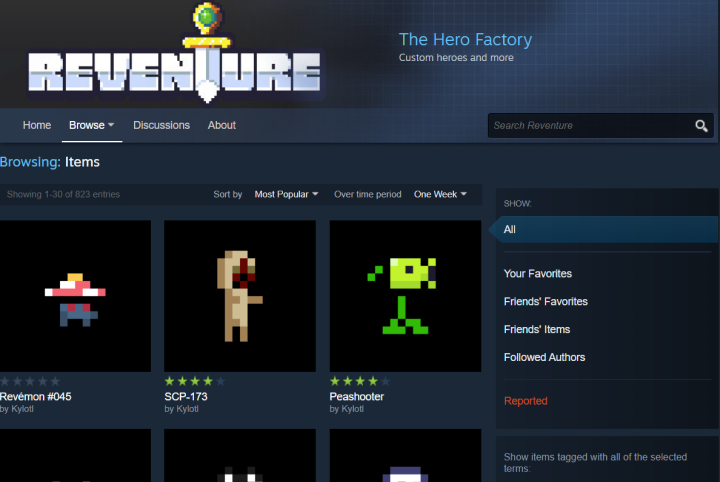 REVENTURE
The Hero Factory
Custom heroes and more
Home Browse Discussions About
Search Reventure
Browsing: Items
Showing 1-30 of 823 entries Sort by Most Popular Over time period One Week
SHOW:
All
Your Favorites
Friends' Favorites
Friends' Items
Followed Authors
Reported
Revémon #045
by Kylotl
SCP-173
by Kylotl
Peashooter
by Kylotl
Show items tagged with all of the selected
terms: